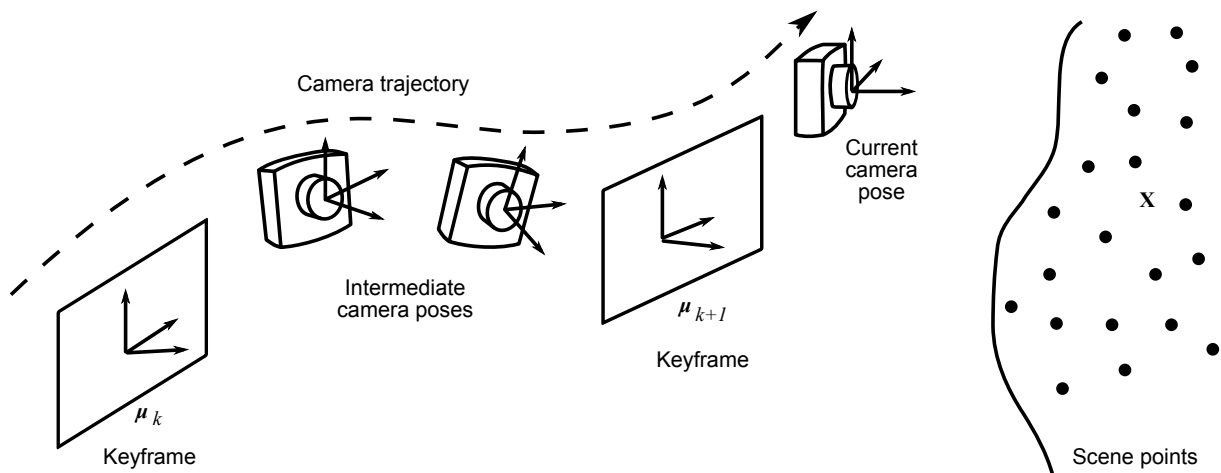 Camera trajectory
Current
camera
pose
X
Intermediate
camera poses
μ k+1
Keyframe
μ k
Keyframe
Scene points